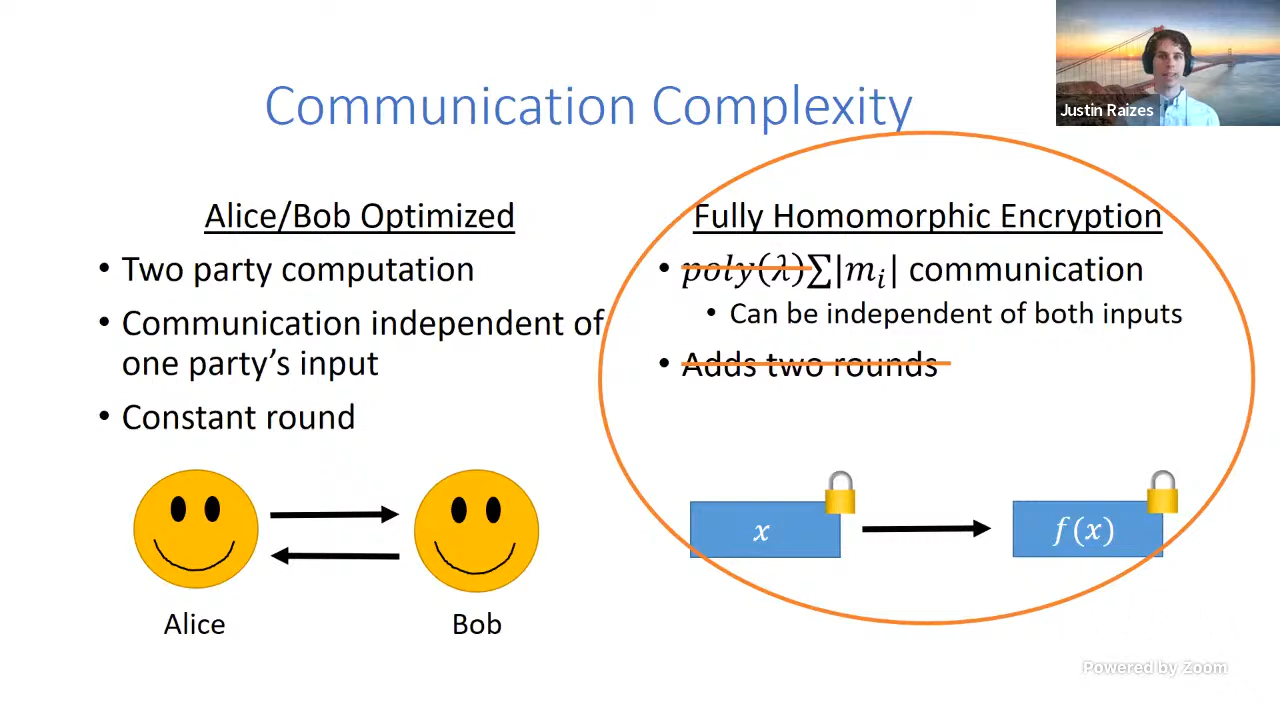 Justin Raizes
Communication Complexity
Alice/Bob Optimized
• Two party computation
• Communication independent of
one party's input
• Constant round
Alice
Bob
Fully Homomorphic Encryption
• poly(λ)∑|mᵢ| communication
• Can be independent of both inputs
• Adds two rounds
x
f(x)
Powered by Zoom